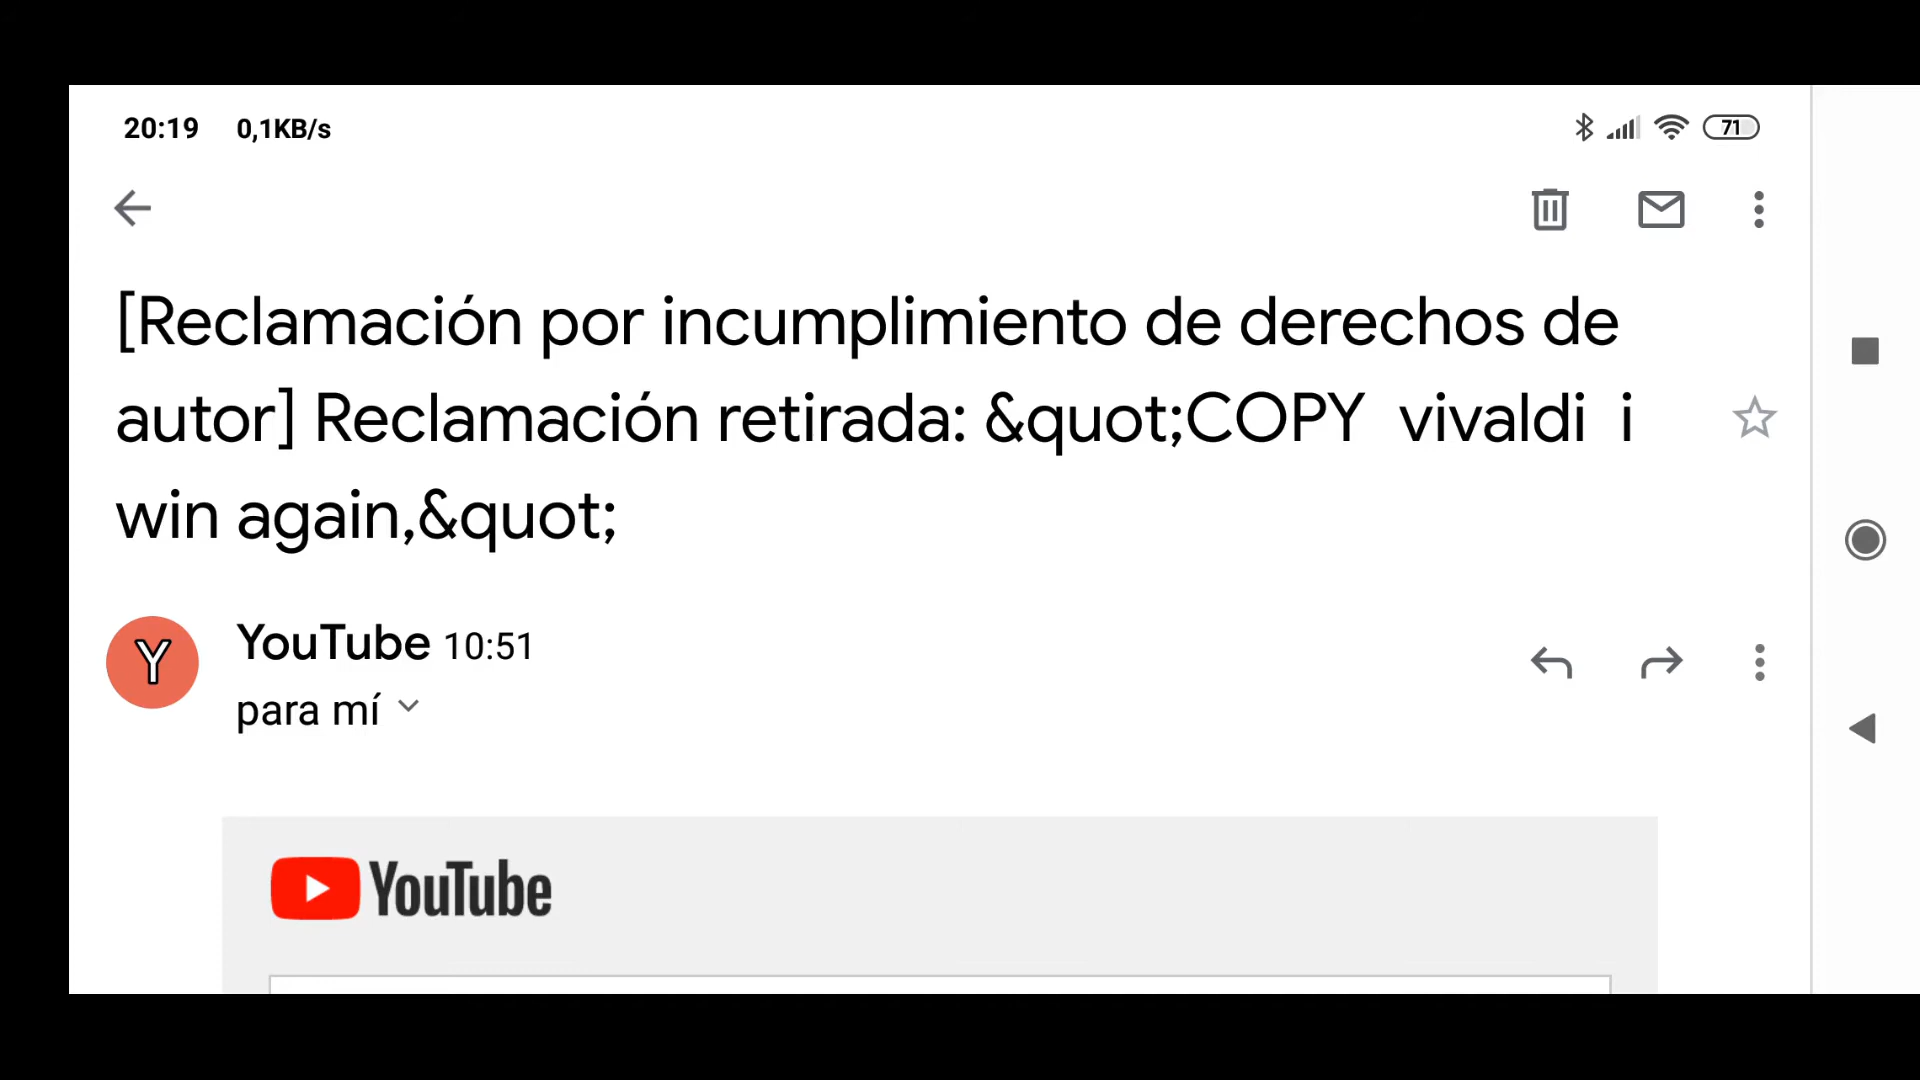 20:19 0,1KB/s 71
[Reclamación por incumplimiento de derechos de
autor] Reclamación retirada: &quot;COPY vivaldi i
win again,&quot;
Y
YouTube 10:51
para mí
YouTube